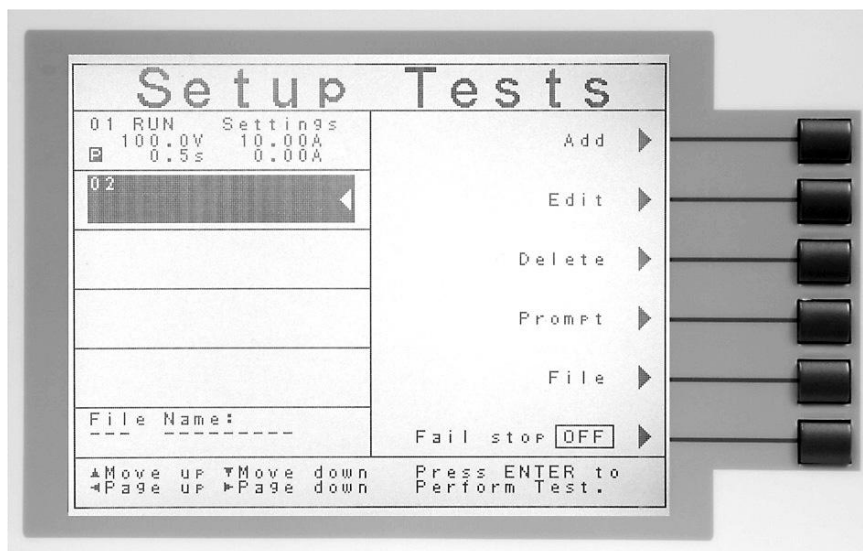 Setup Tests
01 RUN Settings
100.0V 10.00A
P 0.5s 0.00A
02
Add
Edit
Delete
Prompt
File
File Name:
--- ---------
Fail stop OFF
▲Move up ▼Move down
◄Page up ►Page down
Press ENTER to
Perform Test.